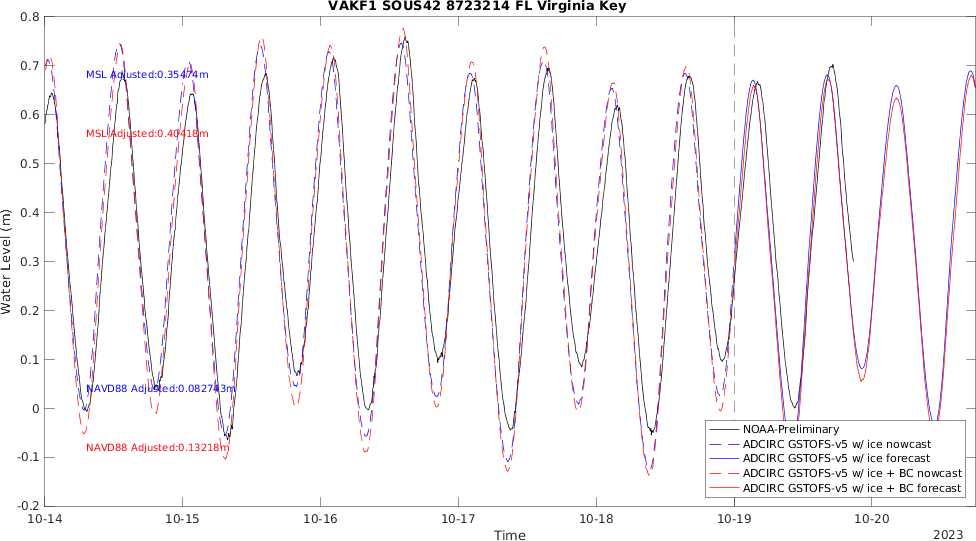 VAKF1 SOUS42 8723214 FL Virginia Key
0.8
0.7
0.6
0.5
0.4
0.3
0.2
0.1
0
-0.1
-0.2
Water Level (m)
MSL Adjusted:0.35474m
MSL Adjusted:0.40418m
NAVD88 Adjusted:0.082743m
NAVD88 Adjusted:0.13218m
NOAA-Preliminary
ADCIRC GSTOFS-v5 w/ ice nowcast
ADCIRC GSTOFS-v5 w/ ice forecast
ADCIRC GSTOFS-v5 w/ ice + BC nowcast
ADCIRC GSTOFS-v5 w/ ice + BC forecast
10-14 10-15 10-16 10-17 10-18 10-19 10-20
Time
2023